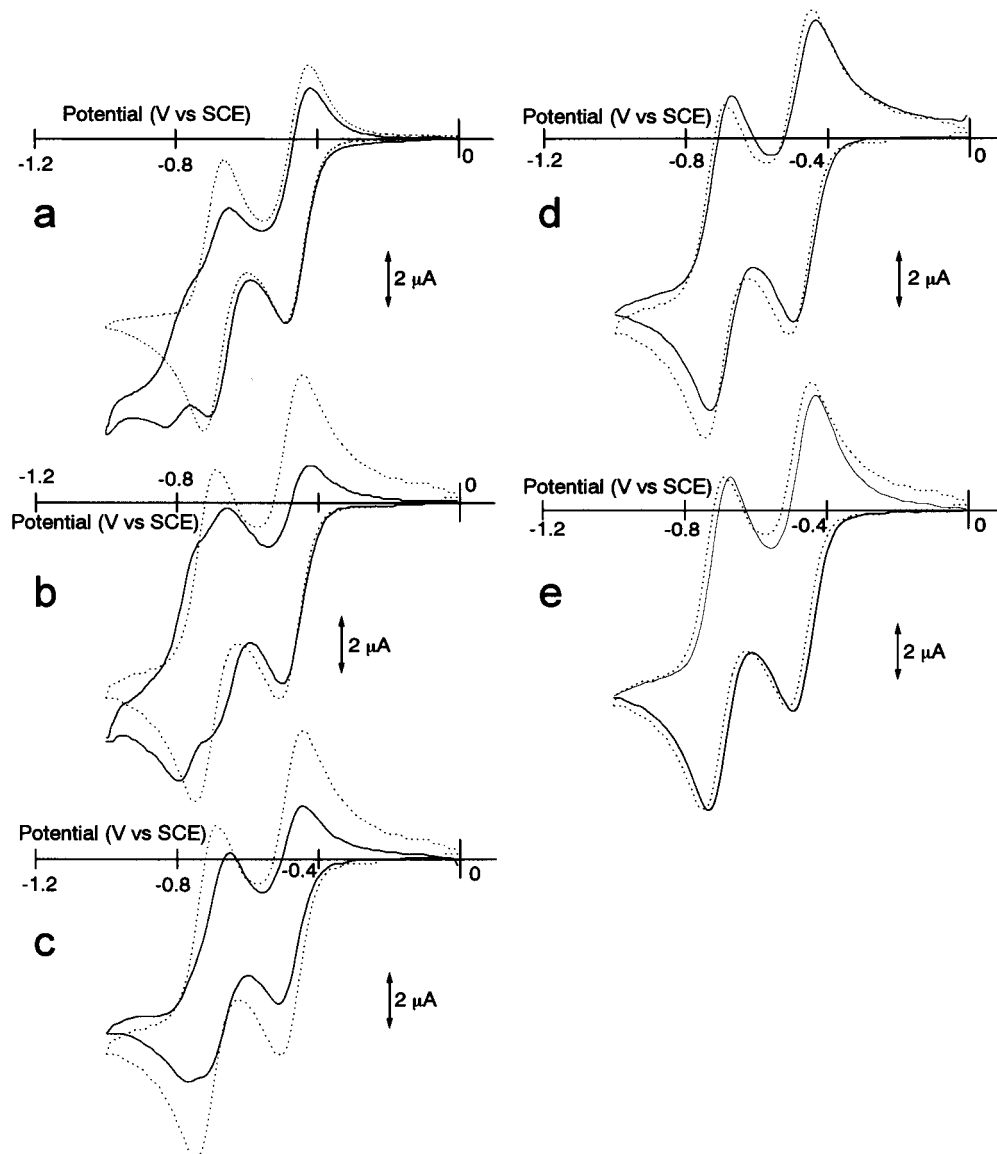 Potential (V vs SCE)
-1.2
-0.8
0
a
2 μA
-1.2
-0.8
0
Potential (V vs SCE)
b
2 μA
Potential (V vs SCE)
-1.2
-0.8
-0.4
0
c
2 μA
Potential (V vs SCE)
-1.2
-0.8
-0.4
0
d
2 μA
Potential (V vs SCE)
-1.2
-0.8
-0.4
0
e
2 μA